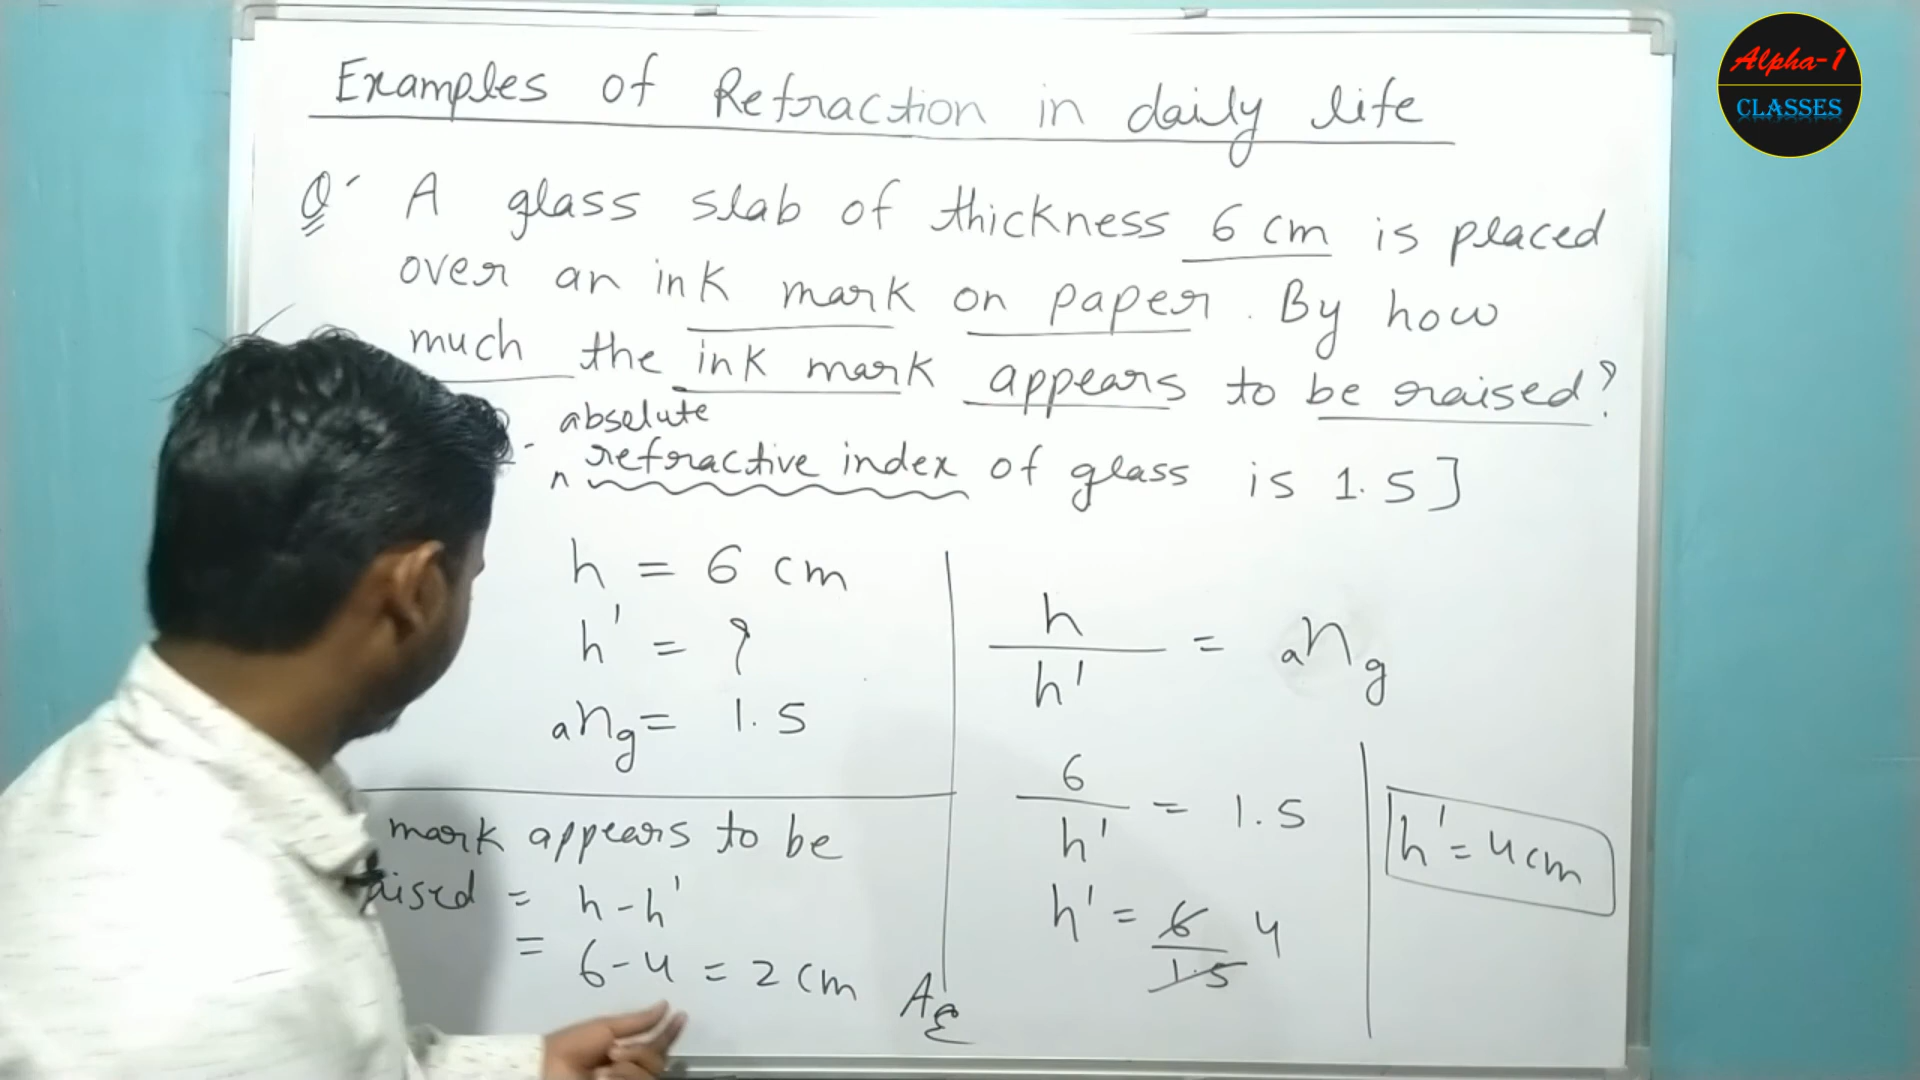 Examples of Refraction in daily life
Q. A glass slab of thickness 6 cm is placed
over an ink mark on paper. By how
much the ink mark appears to be raised?
absolute
n refractive index of glass is 1.5]
h = 6 cm
h' = ?
ang = 1.5
mark appears to be
aised = h-h'
= 6-4 = 2 cm
h/h' = ang
6/h' = 1.5
h' = 6/1.5 4
h' = 4cm
Alpha-1
CLASSES